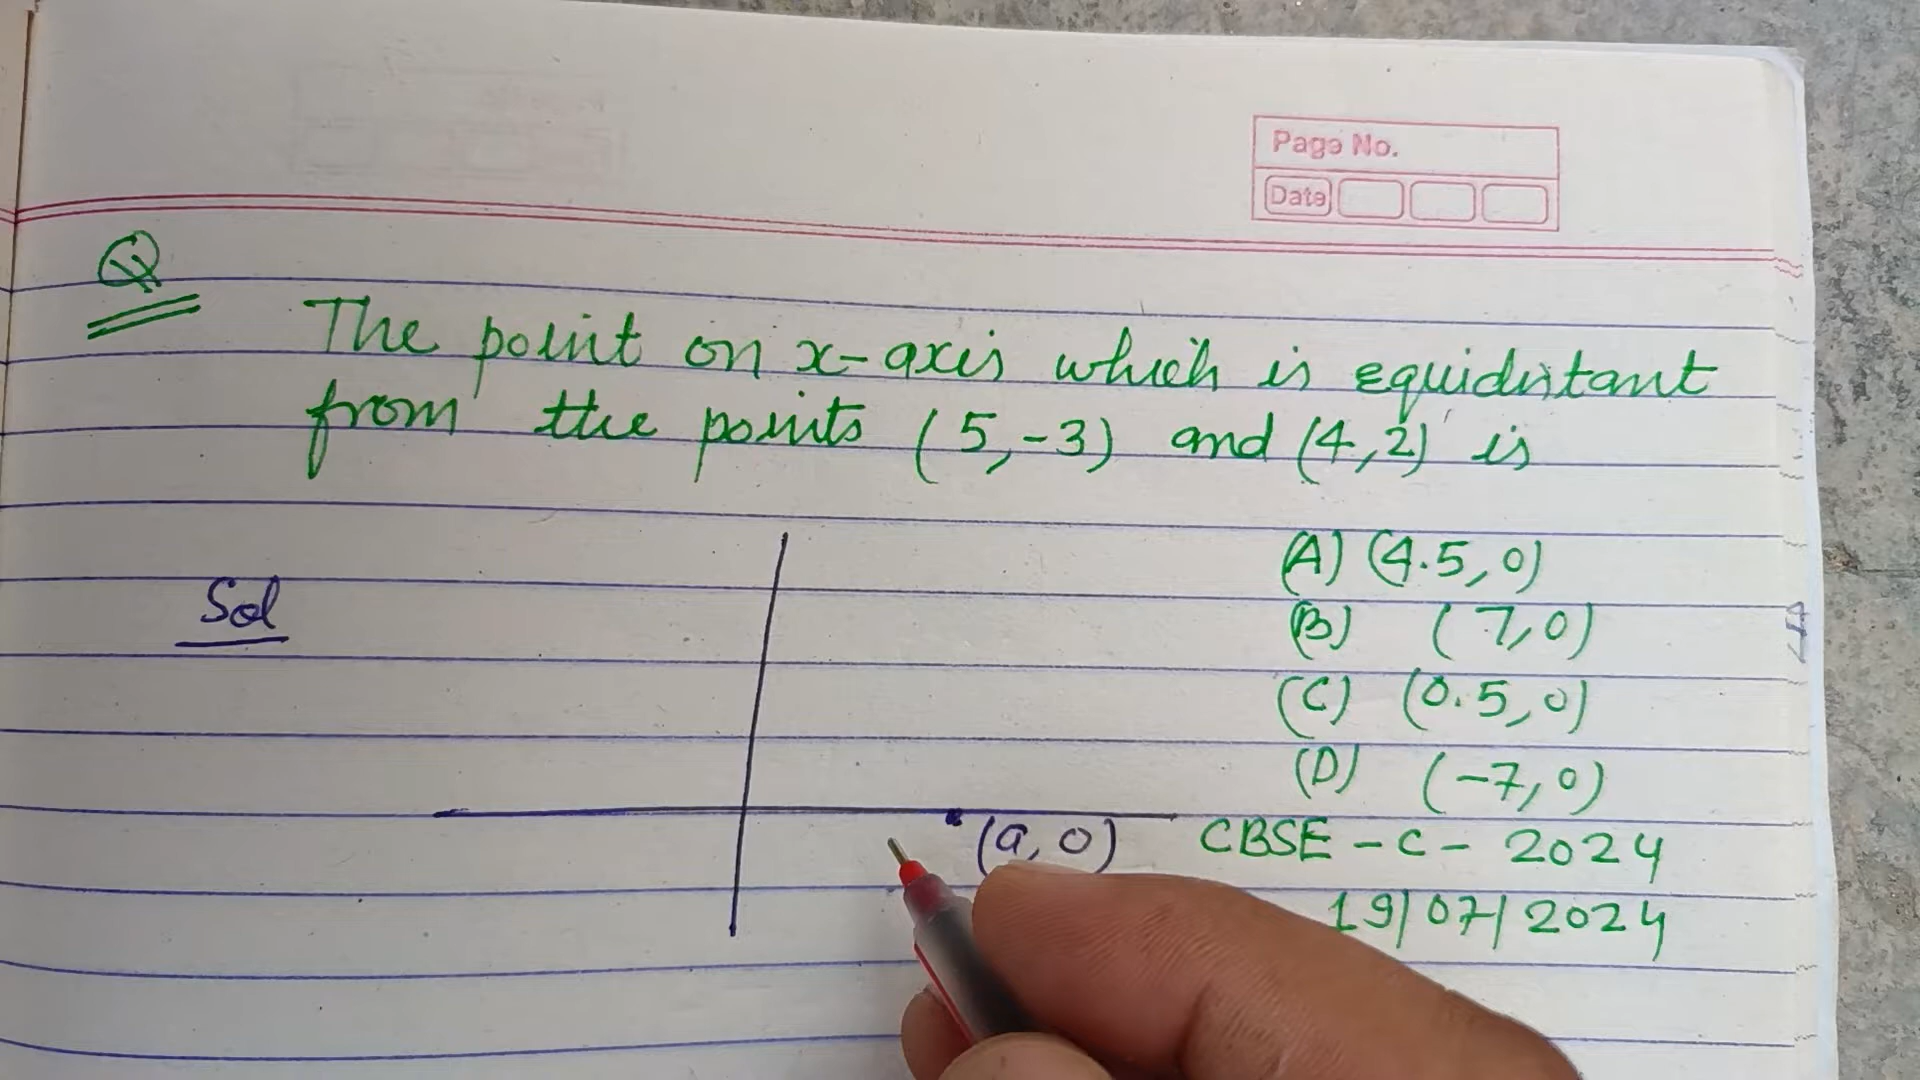 Page No.
Date
Q
The point on x-axis which is equidistant
from the points (5,-3) and (4,2) is
Sol
(A) (4.5,0)
(B) (7,0)
(C) (0.5,0)
(D) (-7,0)
(a,0)
CBSE - C - 2024
19/07/2024